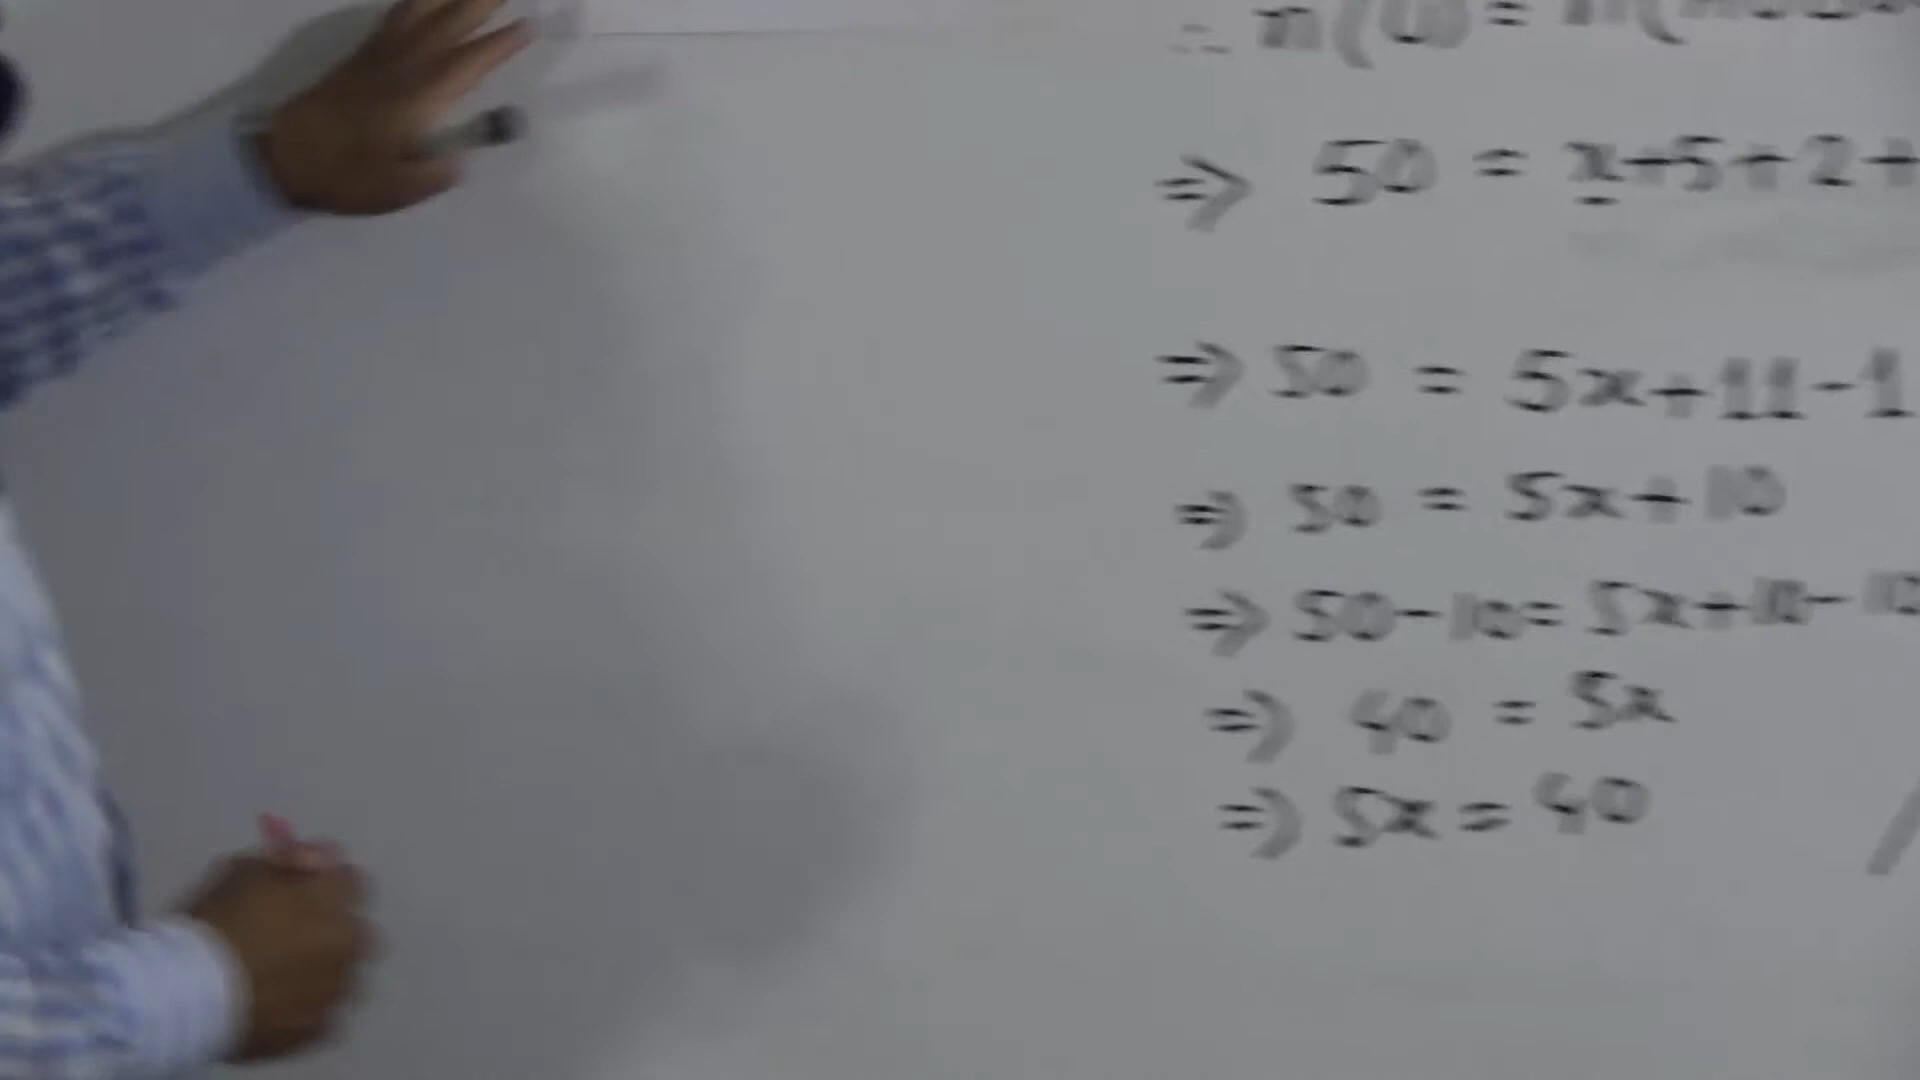 ∴ n(U) = n(
⇒ 50 = x+5+2+
⇒ 50 = 5x+11-1
⇒ 50 = 5x+10
⇒ 50-10= 5x+10-10
⇒ 40 = 5x
⇒ 5x = 40